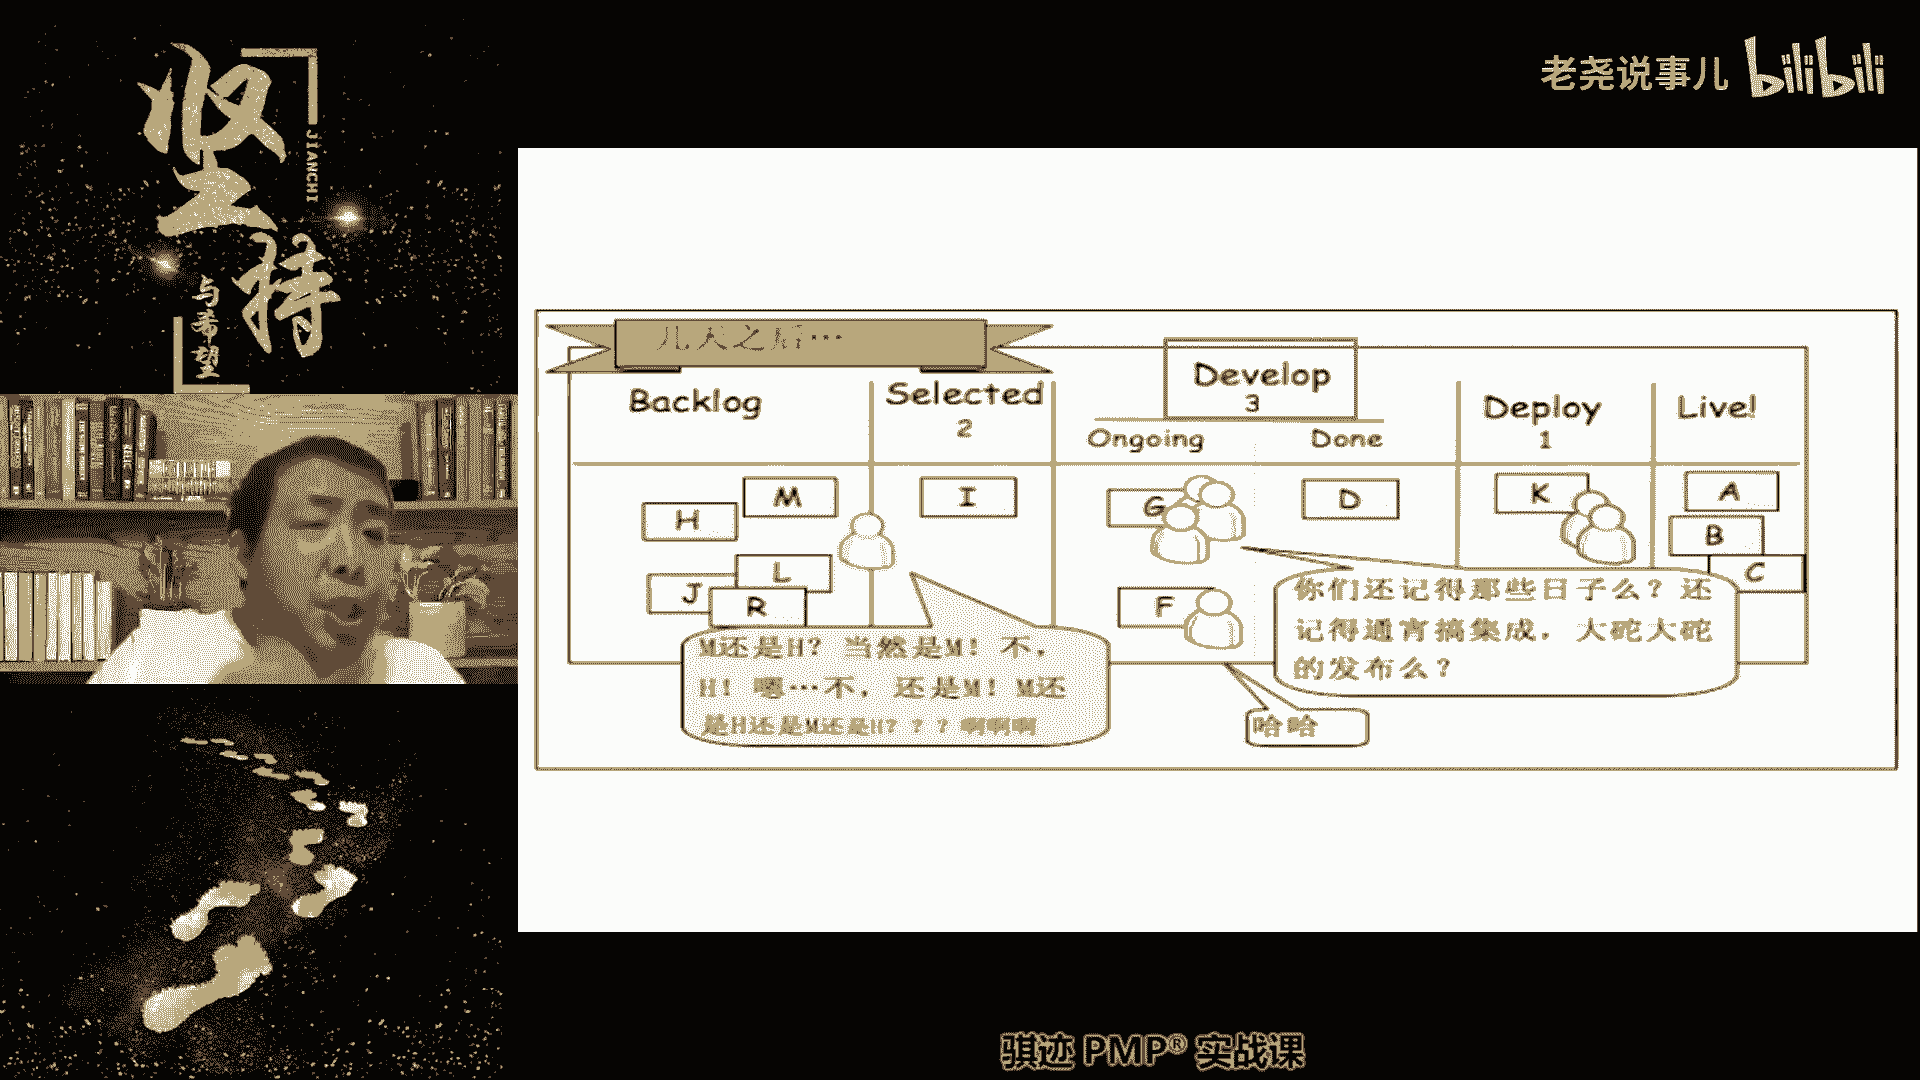 坚持
JIANCHI
与希望
老尧说事儿 bilibili
几天之后…
Backlog
Selected
2
Develop
3
Ongoing
Done
Deploy
1
Live!
H
M
J
L
R
I
G
F
D
K
A
B
C
M还是H? 当然是M! 不,
H! 嗯…不, 还是M! M还
是H还是M还是H? ? ? 啊啊啊
你们还记得那些日子么? 还
记得通宵搞集成, 大砣大砣
的发布么?
哈哈
骐迹 PMP® 实战课